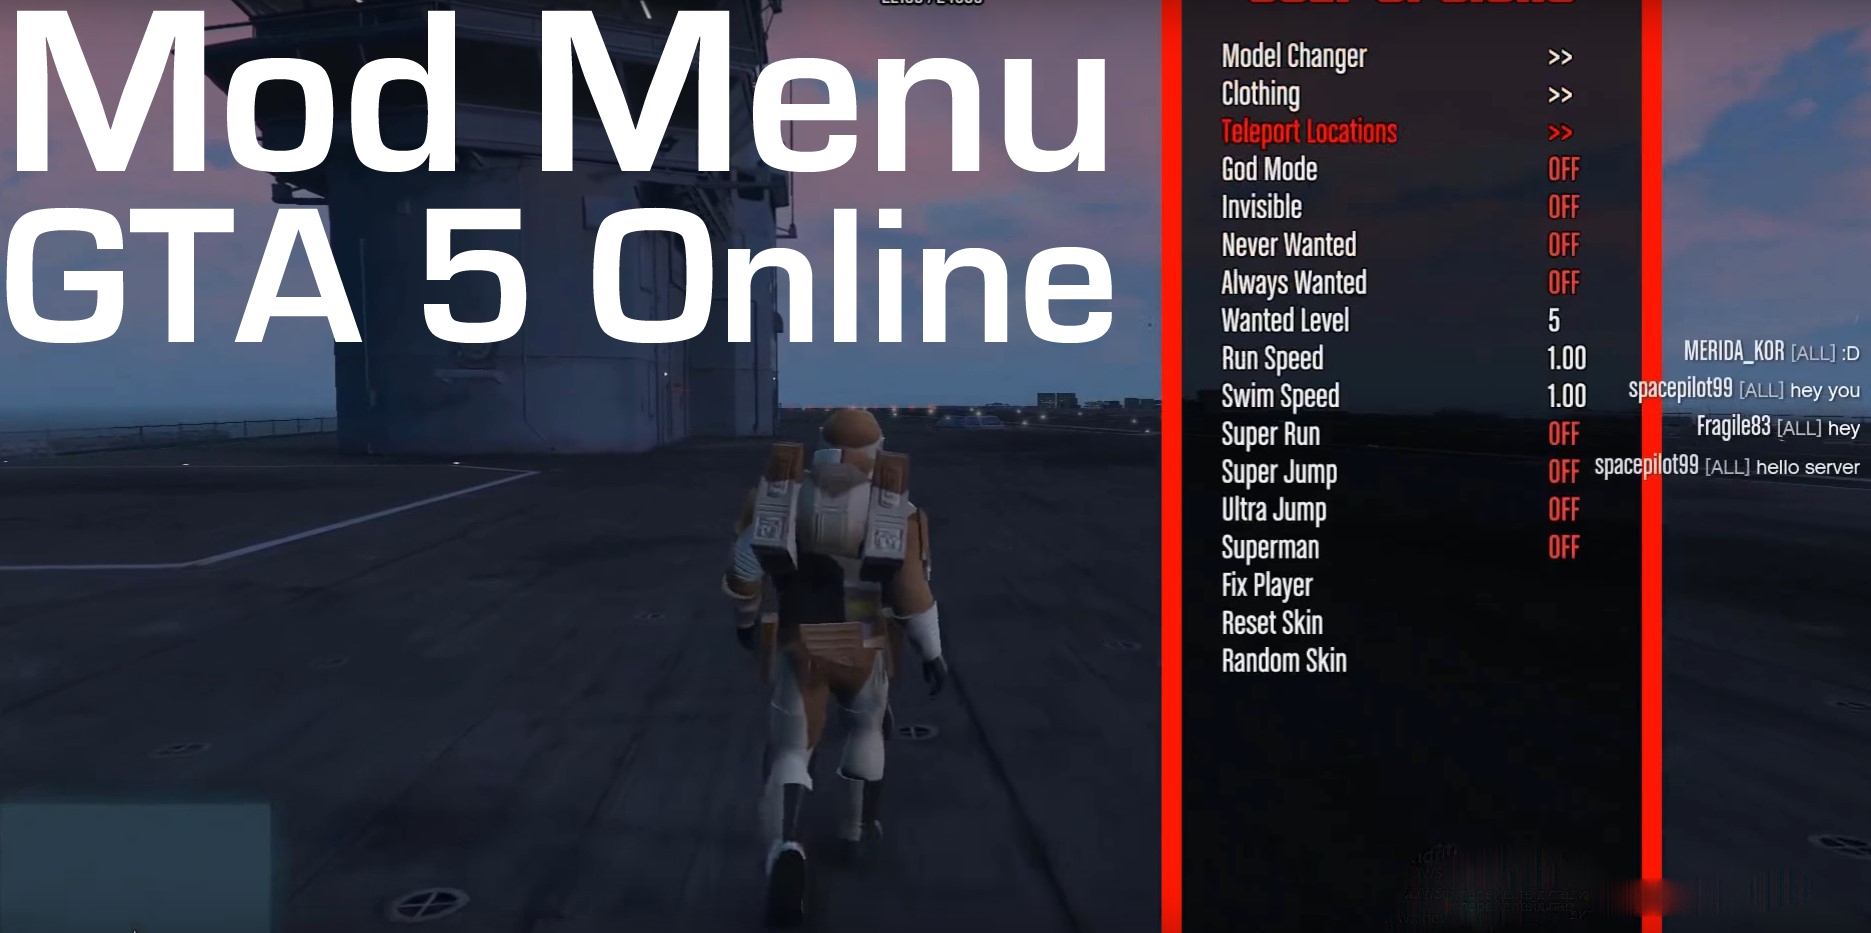 Mod Menu
GTA 5 Online
Model Changer >>
Clothing >>
Teleport Locations >>
God Mode OFF
Invisible OFF
Never Wanted OFF
Always Wanted OFF
Wanted Level 5
Run Speed 1.00
Swim Speed 1.00
Super Run OFF
Super Jump OFF
Ultra Jump OFF
Superman OFF
Fix Player
Reset Skin
Random Skin
MERIDA_KOR [ALL] :D
spacepilot99 [ALL] hey you
Fragile83 [ALL] hey
spacepilot99 [ALL] hello server